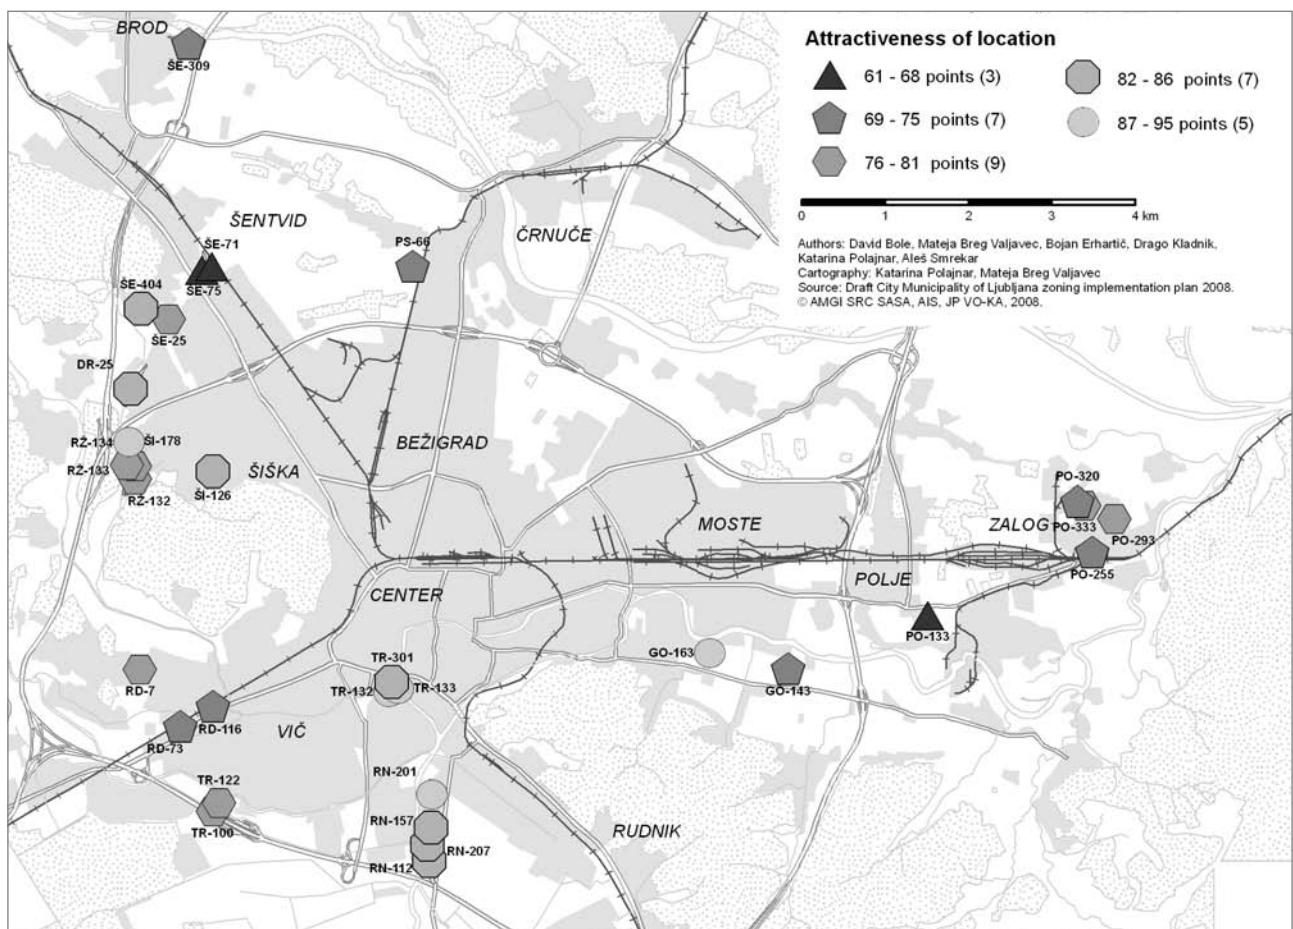 BROD
ŠE-309
Attractiveness of location
61 - 68 points (3)
82 - 86 points (7)
69 - 75 points (7)
87 - 95 points (5)
76 - 81 points (9)
0 1 2 3 4 km
Authors: David Bole, Mateja Breg Valjavec, Bojan Erhartič, Drago Kladnik,
Katarina Polajnar, Aleš Smrekar
Cartography: Katarina Polajnar, Mateja Breg Valjavec
Source: Draft City Municipality of Ljubljana zoning implementation plan 2008.
© AMGI SRC SASA, AIS, JP VO-KA, 2008.
ŠENTVID
ČRNUČE
ŠE-71
PS-66
ŠE-404
ŠE-75
ŠE-25
DR-25
RŽ-134
ŠI-178
BEŽIGRAD
RŽ-133
ŠIŠKA
RŽ-132
ŠI-126
PO-320
MOSTE
ZALOG
PO-333
PO-293
POLJE
PO-255
CENTER
PO-133
TR-301
GO-163
RD-7
TR-132
TR-133
GO-143
RD-116
VIČ
RD-73
RN-201
TR-122
RN-157
TR-100
RUDNIK
RN-207
RN-112